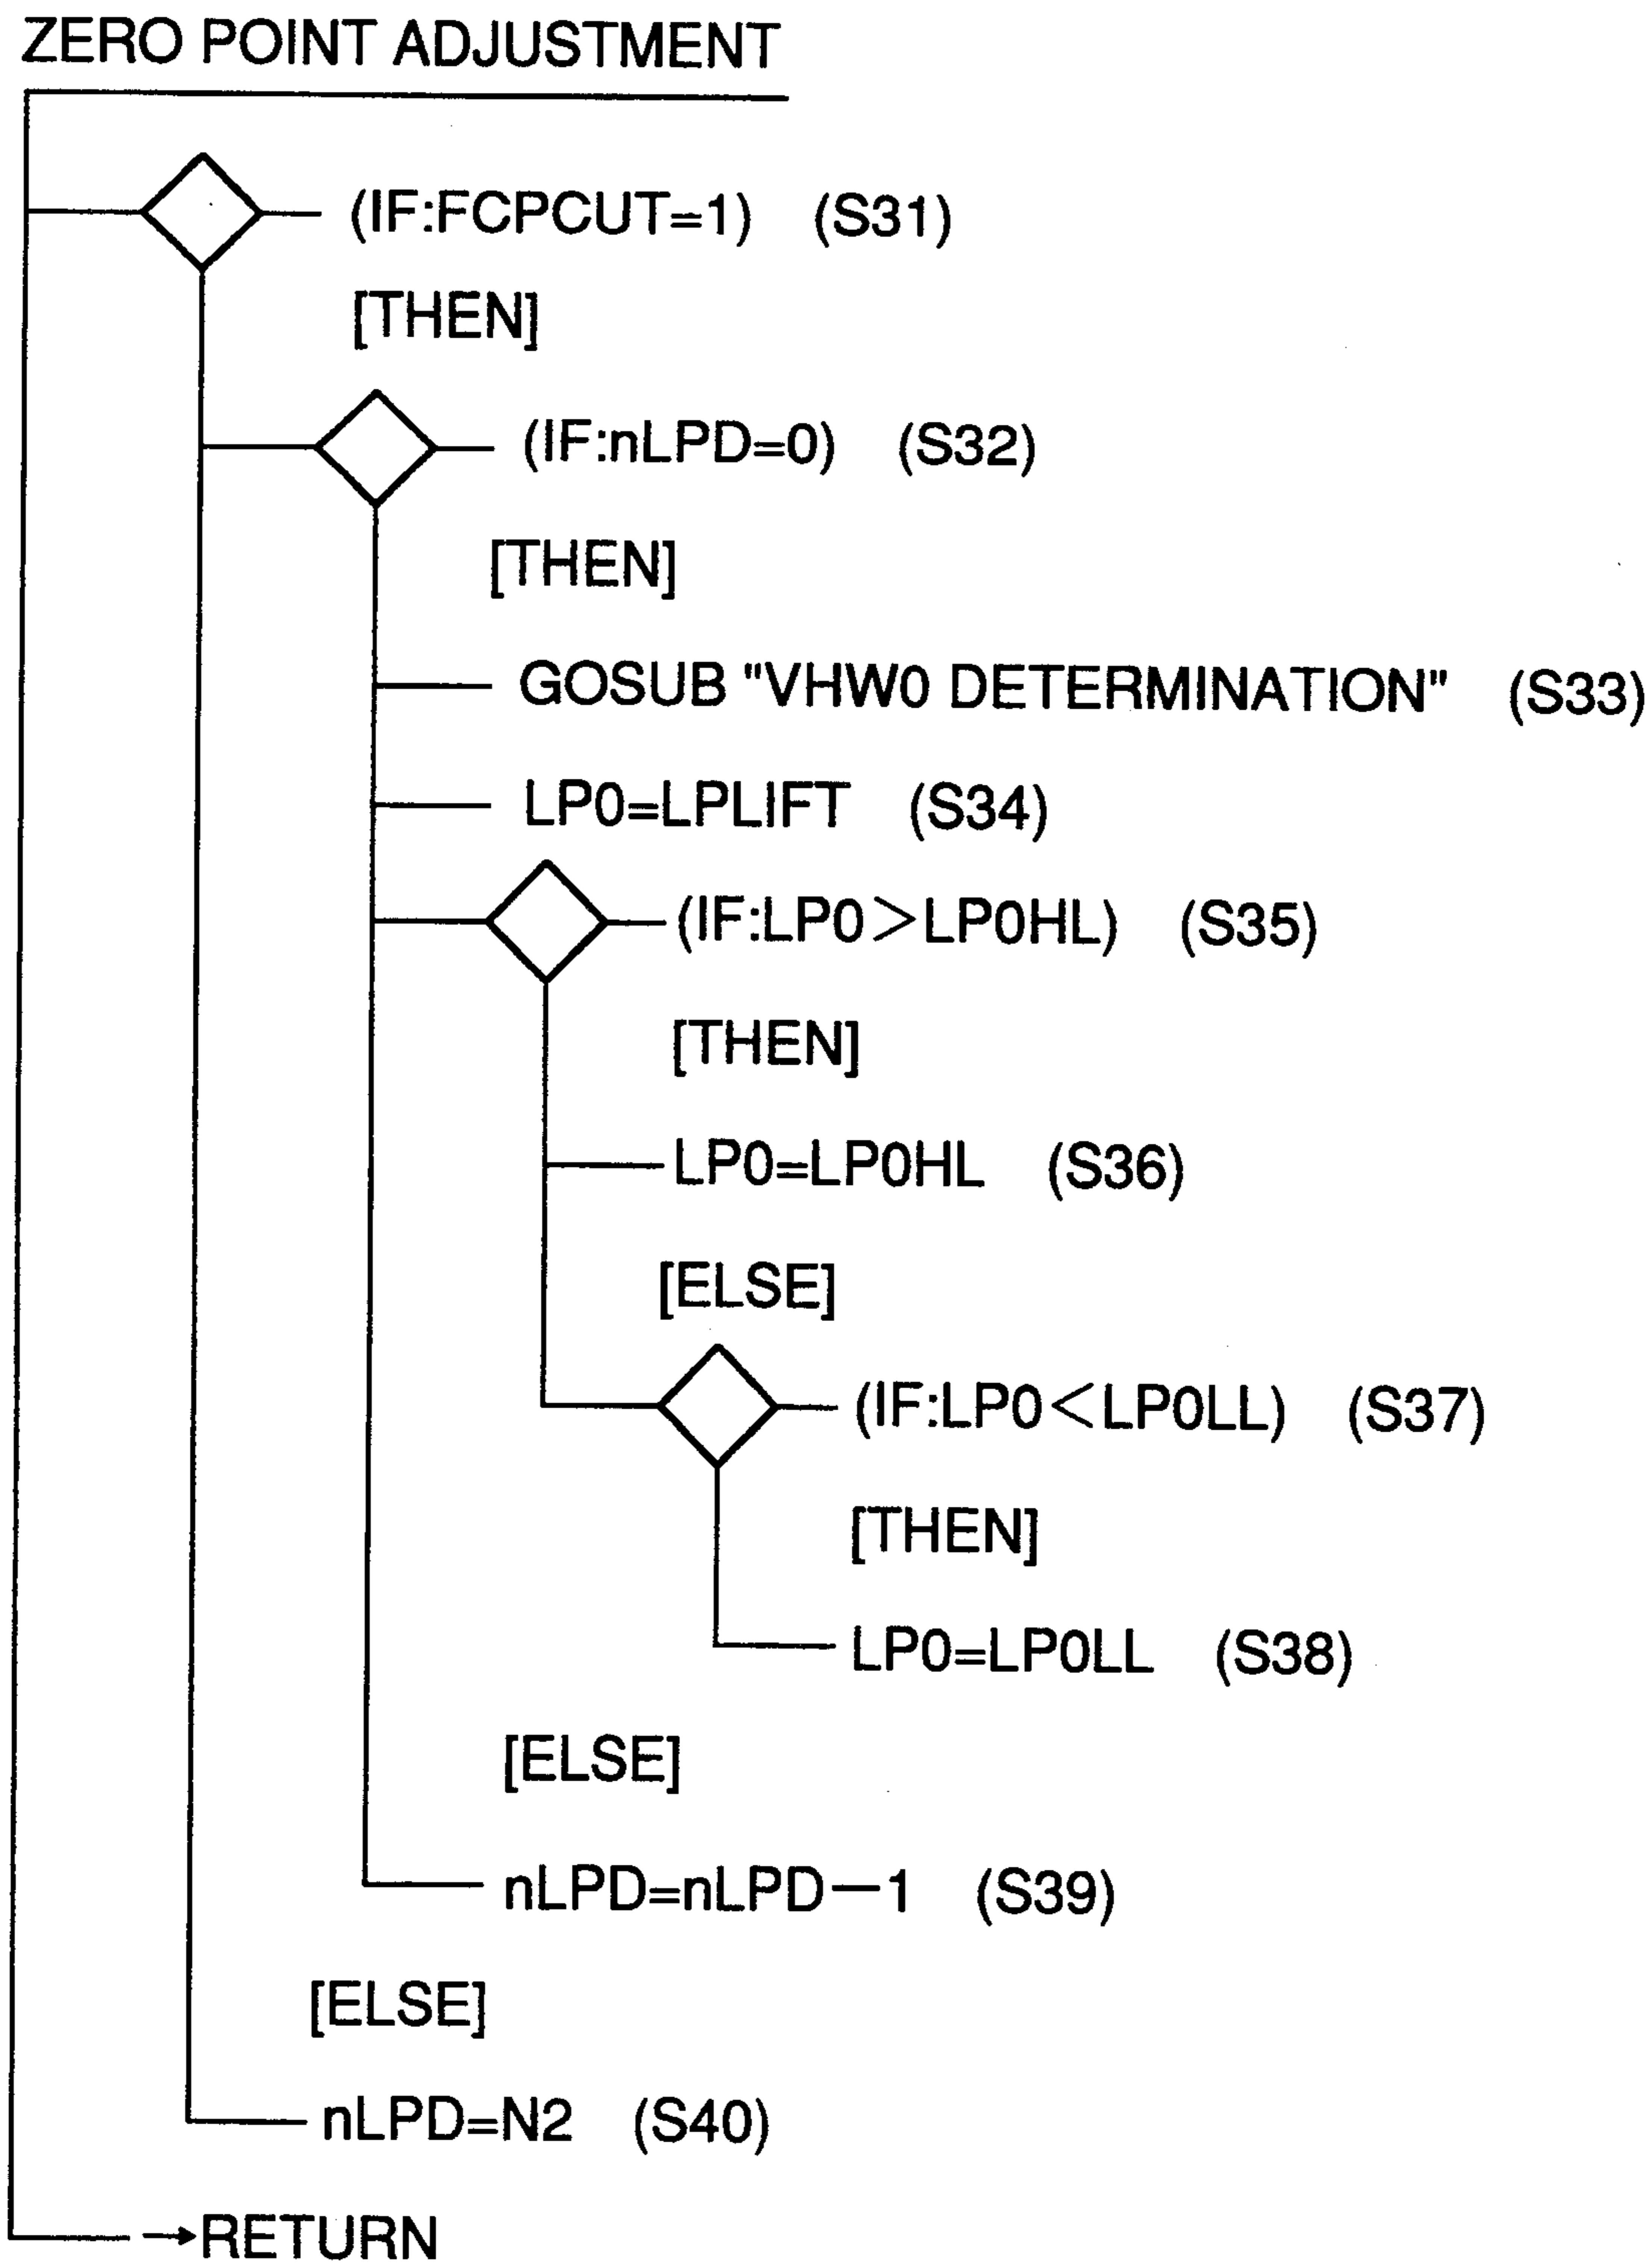 ZERO POINT ADJUSTMENT
(IF:FCPCUT=1) (S31)
[THEN]
(IF:nLPD=0) (S32)
[THEN]
GOSUB "VHW0 DETERMINATION" (S33)
LP0=LPLIFT (S34)
(IF:LP0>LP0HL) (S35)
[THEN]
LP0=LP0HL (S36)
[ELSE]
(IF:LP0<LP0LL) (S37)
[THEN]
LP0=LP0LL (S38)
[ELSE]
nLPD=nLPD−1 (S39)
[ELSE]
nLPD=N2 (S40)
→RETURN